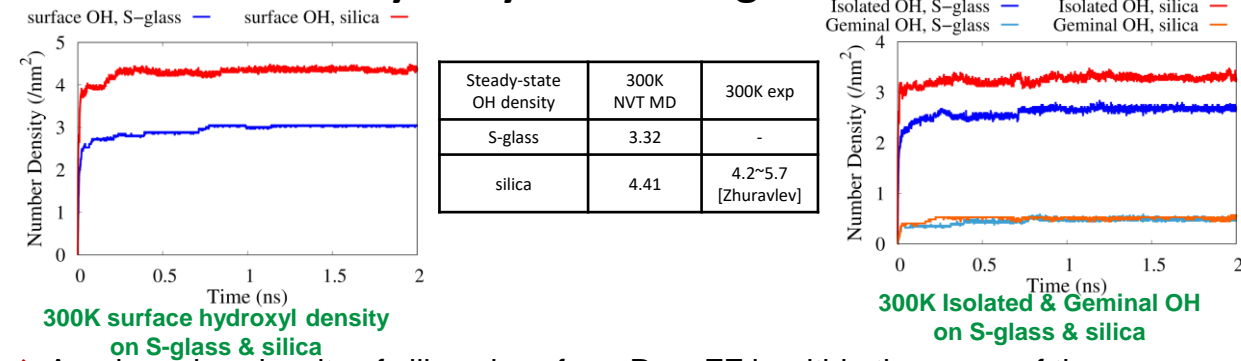 surface OH, S-glass
surface OH, silica
5
4
3
2
1
0
Number Density (/nm²)
0
0.5
1
1.5
2
Time (ns)
300K surface hydroxyl density
on S-glass & silica
Steady-state
OH density
300K
NVT MD
300K exp
S-glass
3.32
-
silica
4.41
4.2~5.7
[Zhuravlev]
Isolated OH, S-glass
Isolated OH, silica
Geminal OH, S-glass
Geminal OH, silica
4
3
2
1
0
Number Density (/nm²)
0
0.5
1
1.5
2
Time (ns)
300K Isolated & Geminal OH
on S-glass & silica